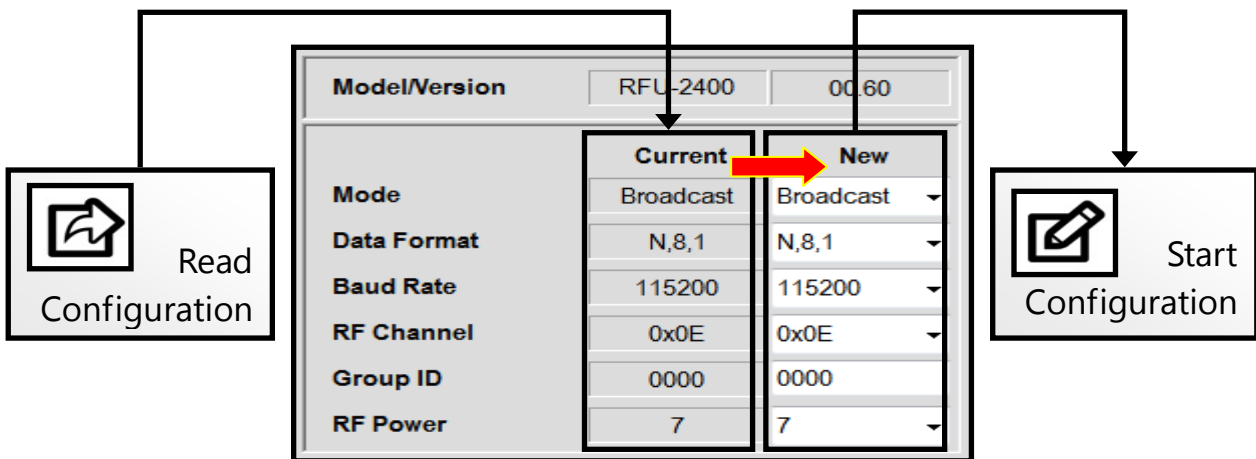 Model/Version RFU-2400 00.60
Current New
Mode Broadcast Broadcast
Data Format N,8,1 N,8,1
Baud Rate 115200 115200
RF Channel 0x0E 0x0E
Group ID 0000 0000
RF Power 7 7
Read
Configuration
Start
Configuration